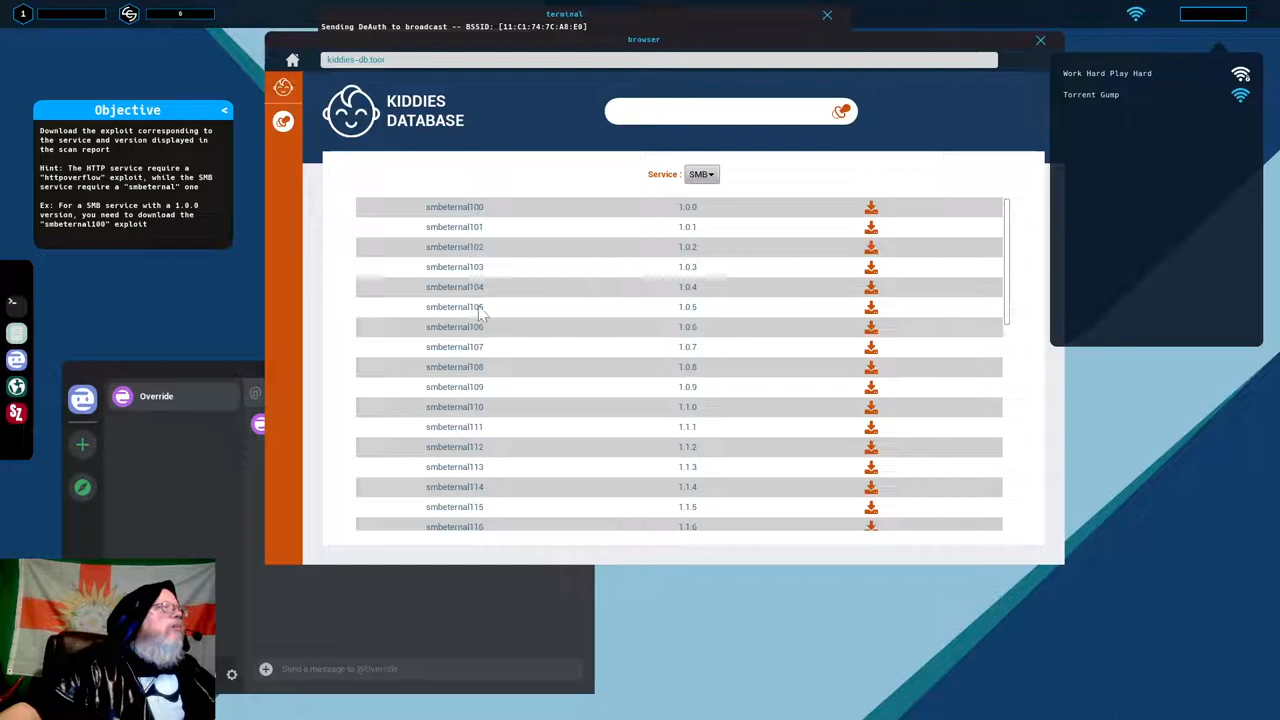 1
0
terminal
Sending DeAuth to broadcast -- BSSID: [11:C1:74:7C:A8:E0]
browser
kiddies-db.toor
Work Hard Play Hard
Torrent Gump
Objective <
Download the exploit corresponding to
the service and version displayed in
the scan report
Hint: The HTTP service require a
"httpoverflow" exploit, while the SMB
service require a "smbeternal" one
Ex: For a SMB service with a 1.0.0
version, you need to download the
"smbeternal100" exploit
KIDDIES
DATABASE
Service : SMB
smbeternal100 1.0.0
smbeternal101 1.0.1
smbeternal102 1.0.2
smbeternal103 1.0.3
smbeternal104 1.0.4
smbeternal105 1.0.5
smbeternal106 1.0.6
smbeternal107 1.0.7
smbeternal108 1.0.8
smbeternal109 1.0.9
smbeternal110 1.1.0
smbeternal111 1.1.1
smbeternal112 1.1.2
smbeternal113 1.1.3
smbeternal114 1.1.4
smbeternal115 1.1.5
smbeternal116 1.1.6
SZ
Override
@
Send a message to @Override